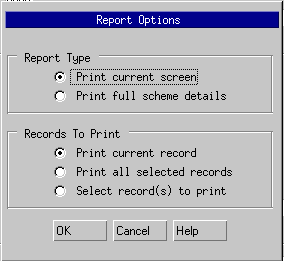 Report Options
Report Type
Print current screen
Print full scheme details
Records To Print
Print current record
Print all selected records
Select record(s) to print
OK Cancel Help